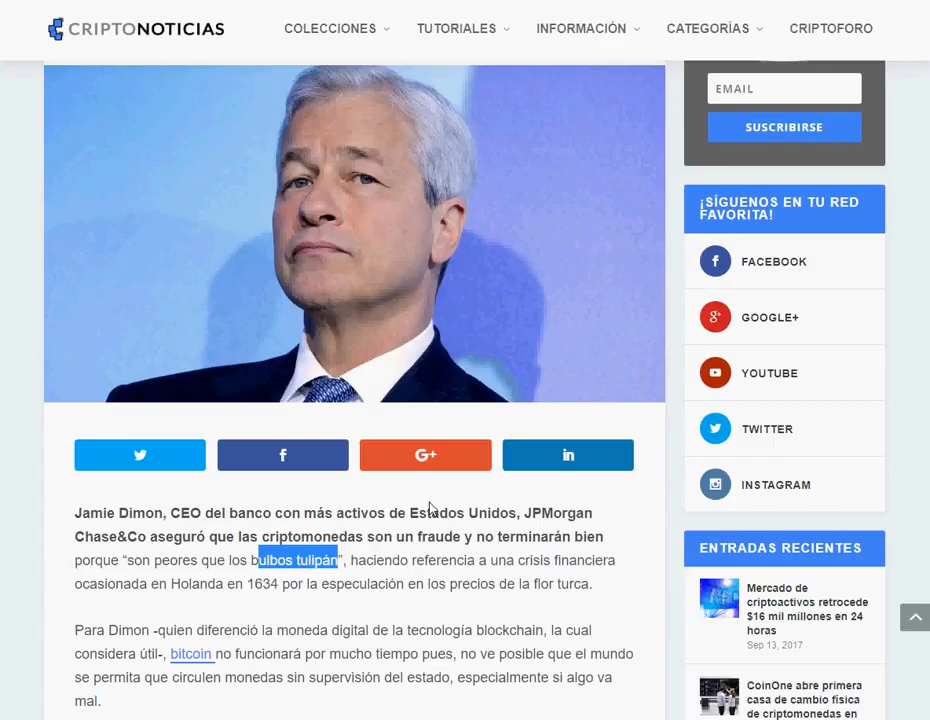 CRIPTONOTICIAS
COLECCIONES
TUTORIALES
INFORMACIÓN
CATEGORÍAS
CRIPTOFORO
EMAIL
SUSCRIBIRSE
¡SÍGUENOS EN TU RED
FAVORITA!
FACEBOOK
GOOGLE+
YOUTUBE
TWITTER
INSTAGRAM
G+
Jamie Dimon, CEO del banco con más activos de Estados Unidos, JPMorgan
Chase&Co aseguró que las criptomonedas son un fraude y no terminarán bien
porque “son peores que los bulbos tulipán”, haciendo referencia a una crisis financiera
ocasionada en Holanda en 1634 por la especulación en los precios de la flor turca.
Para Dimon -quien diferenció la moneda digital de la tecnología blockchain, la cual
considera útil-, bitcoin no funcionará por mucho tiempo pues, no ve posible que el mundo
se permita que circulen monedas sin supervisión del estado, especialmente si algo va
mal.
ENTRADAS RECIENTES
Mercado de
criptoactivos retrocede
$16 mil millones en 24
horas
Sep 13, 2017
CoinOne abre primera
casa de cambio física
de criptomonedas en